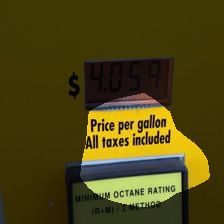 $ 4.059
Price per gallon
All taxes included
MINIMUM OCTANE RATING
(R+M) / 2 METHOD